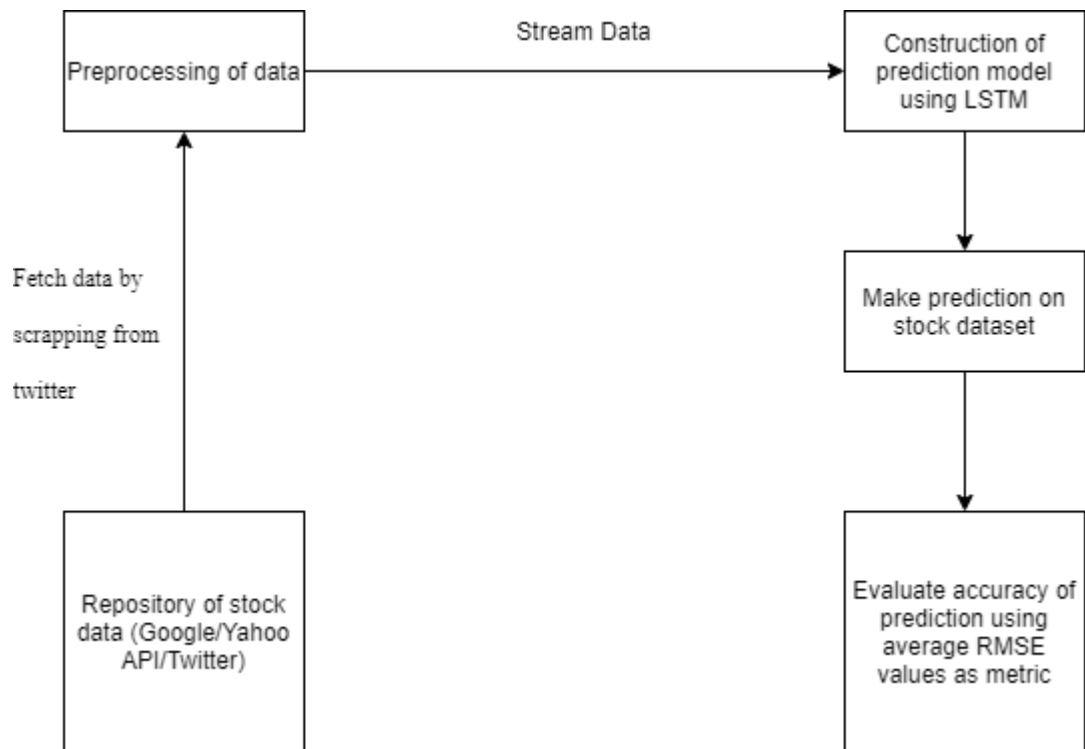 Preprocessing of data
Stream Data
Construction of
prediction model
using LSTM
Fetch data by
scrapping from
twitter
Make prediction on
stock dataset
Repository of stock
data (Google/Yahoo
API/Twitter)
Evaluate accuracy of
prediction using
average RMSE
values as metric